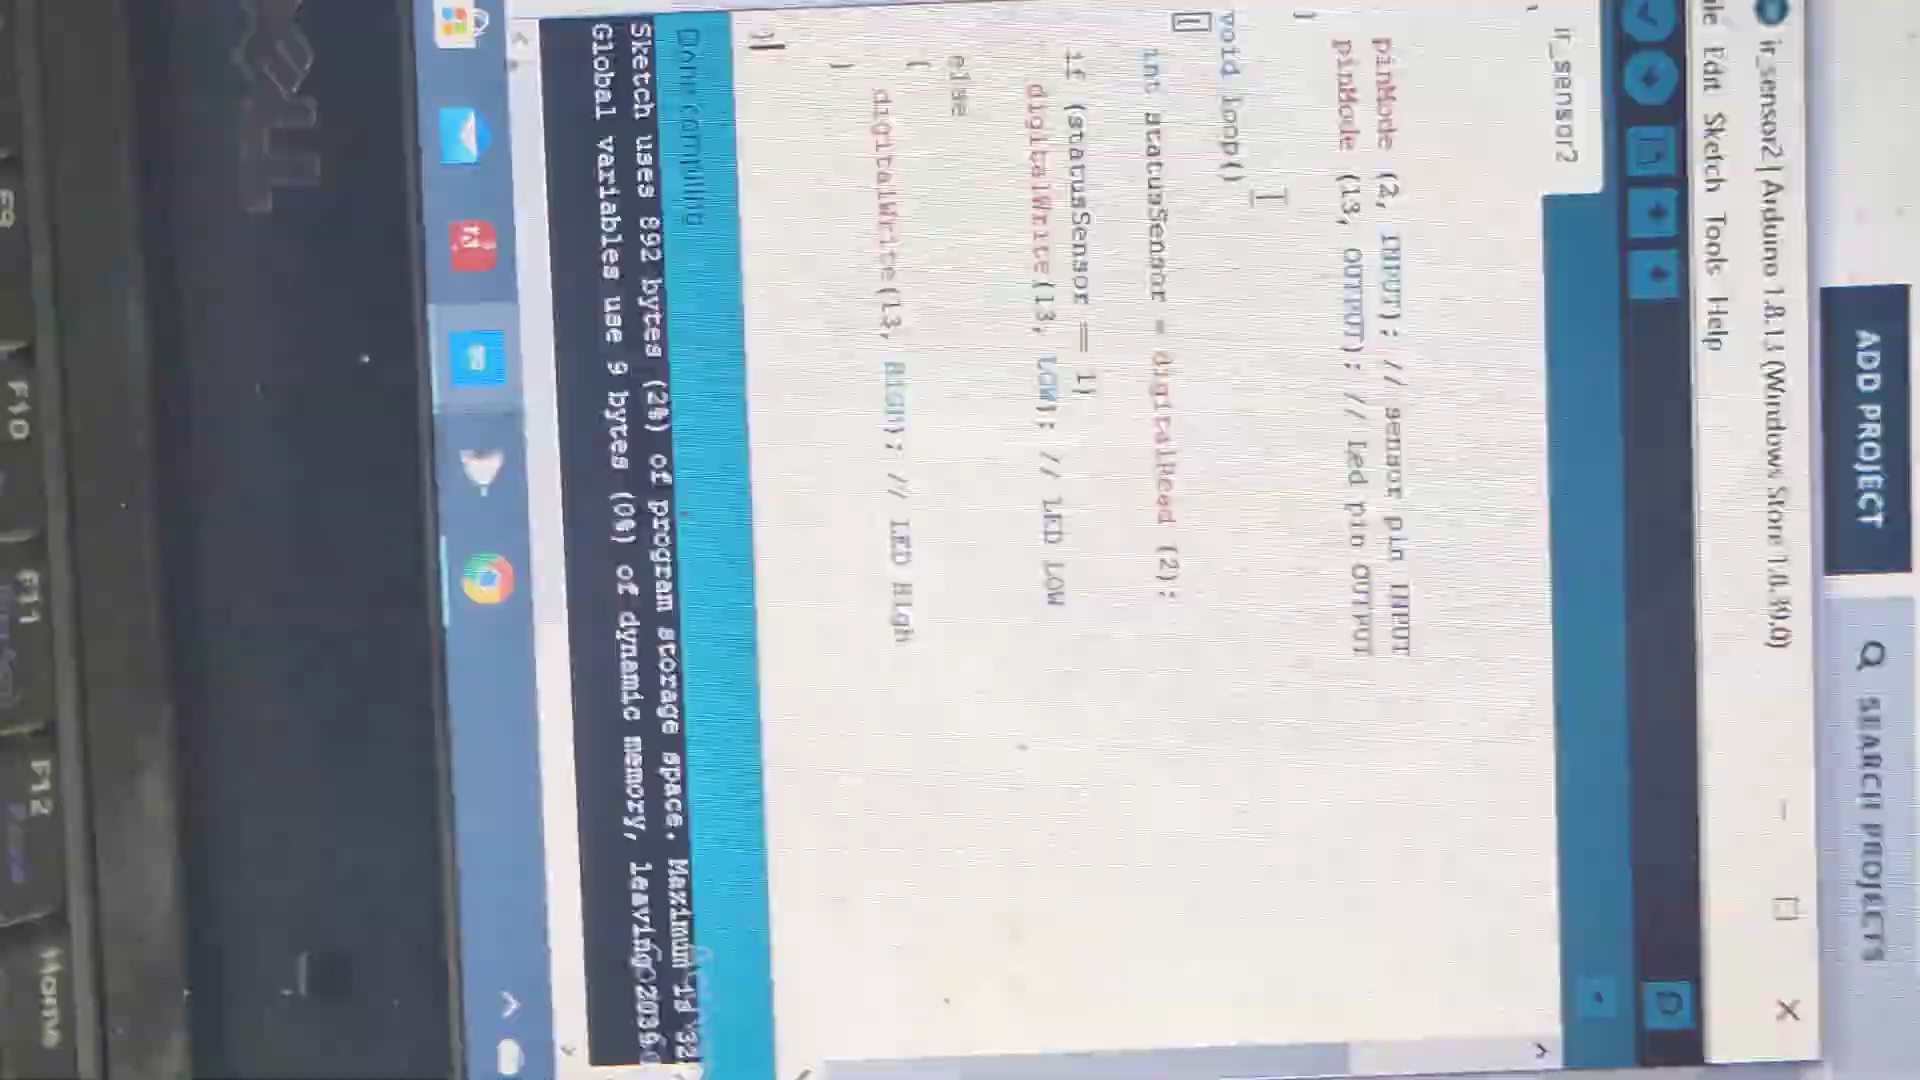 ADD PROJECT
SEARCH PROJECTS
ir_sensor2 | Arduino 1.8.13 (Windows Store 1.8.39.0)
Edit Sketch Tools Help
ir_sensor2
pinMode (2, INPUT); // sensor pin INPUT
pinMode (13, OUTPUT); // Led pin OUTPUT
}
void loop()
{
int statusSensor = digitalRead (2);
if (statusSensor == 1)
digitalWrite(13, LOW); // LED LOW
else
{
digitalWrite(13, HIGH); // LED High
}
}
Done compiling
Sketch uses 892 bytes (2%) of program storage space. Maximum is 32
Global variables use 9 bytes (0%) of dynamic memory, leaving 2039
F9
F10
F11
F12
Home